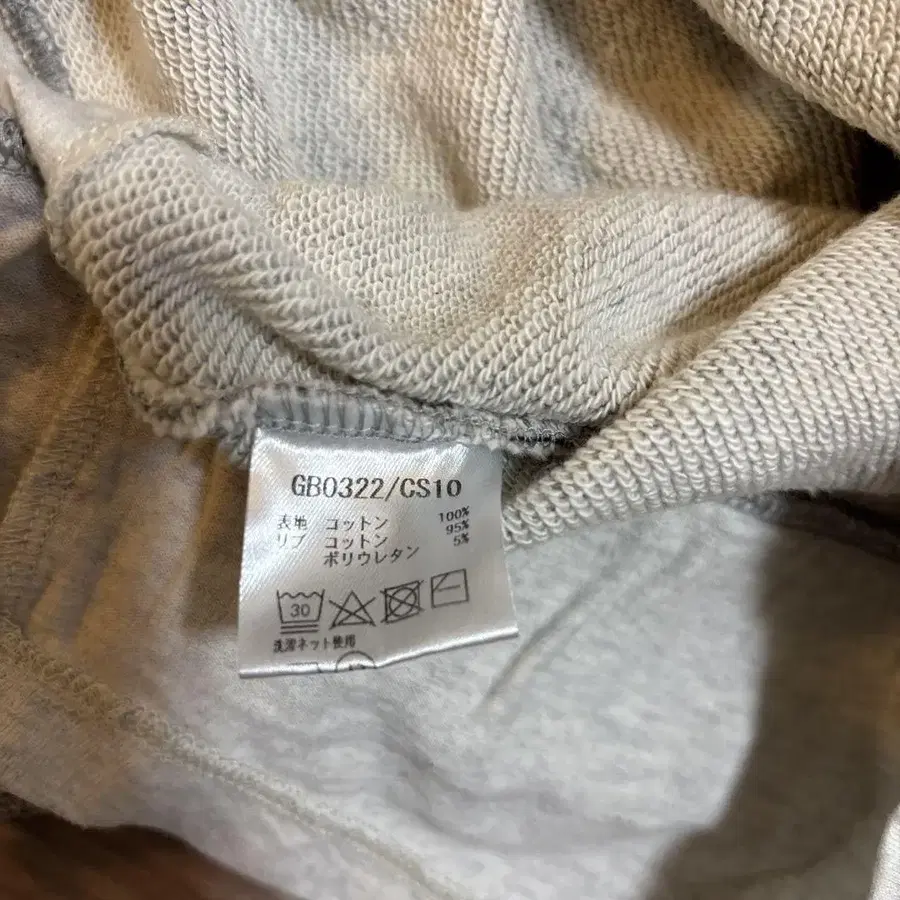 GB0322/CS10
表地 コットン 100%
リブ コットン 95%
ポリウレタン 5%
30
洗濯ネット使用